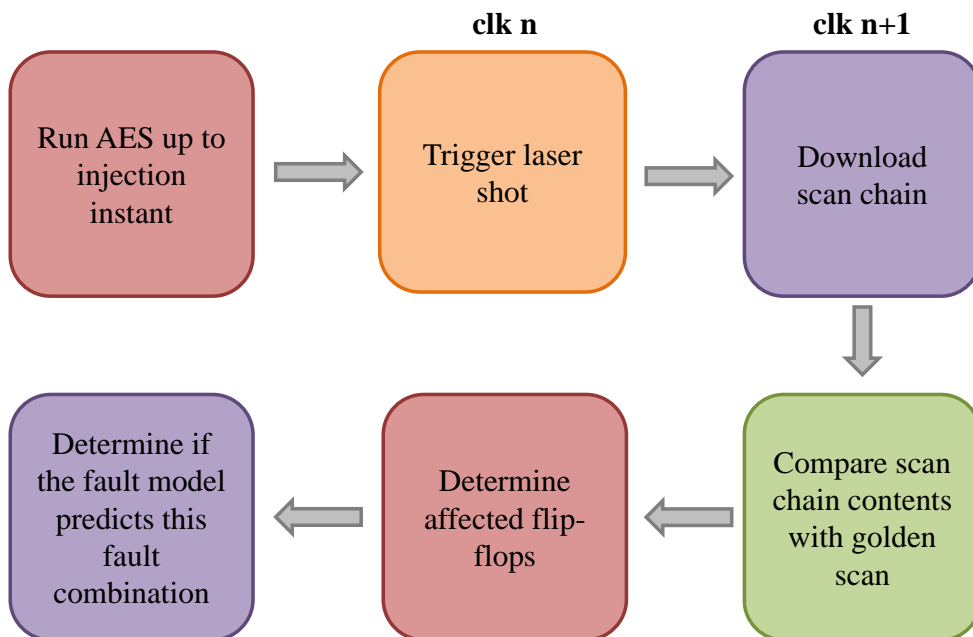 clk n
clk n+1
Run AES up to
injection
instant
Trigger laser
shot
Download
scan chain
Compare scan
chain contents
with golden
scan
Determine
affected flip-
flops
Determine if
the fault model
predicts this
fault
combination